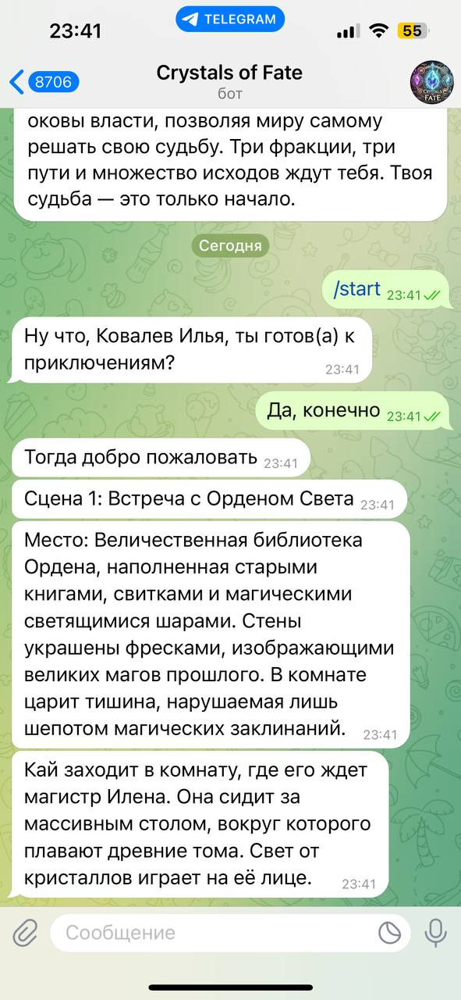 23:41
TELEGRAM
55
8706
Crystals of Fate
бот
CRYSTALS OF
FATE
оковы власти, позволяя миру самому
решать свою судьбу. Три фракции, три
пути и множество исходов ждут тебя. Твоя
судьба — это только начало.
Сегодня
/start 23:41
Ну что, Ковалев Илья, ты готов(а) к
приключениям? 23:41
Да, конечно 23:41
Тогда добро пожаловать 23:41
Сцена 1: Встреча с Орденом Света 23:41
Место: Величественная библиотека
Ордена, наполненная старыми
книгами, свитками и магическими
светящимися шарами. Стены
украшены фресками, изображающими
великих магов прошлого. В комнате
царит тишина, нарушаемая лишь
шепотом магических заклинаний. 23:41
Кай заходит в комнату, где его ждет
магистр Илена. Она сидит за
массивным столом, вокруг которого
плавают древние тома. Свет от
кристаллов играет на её лице. 23:41
Сообщение